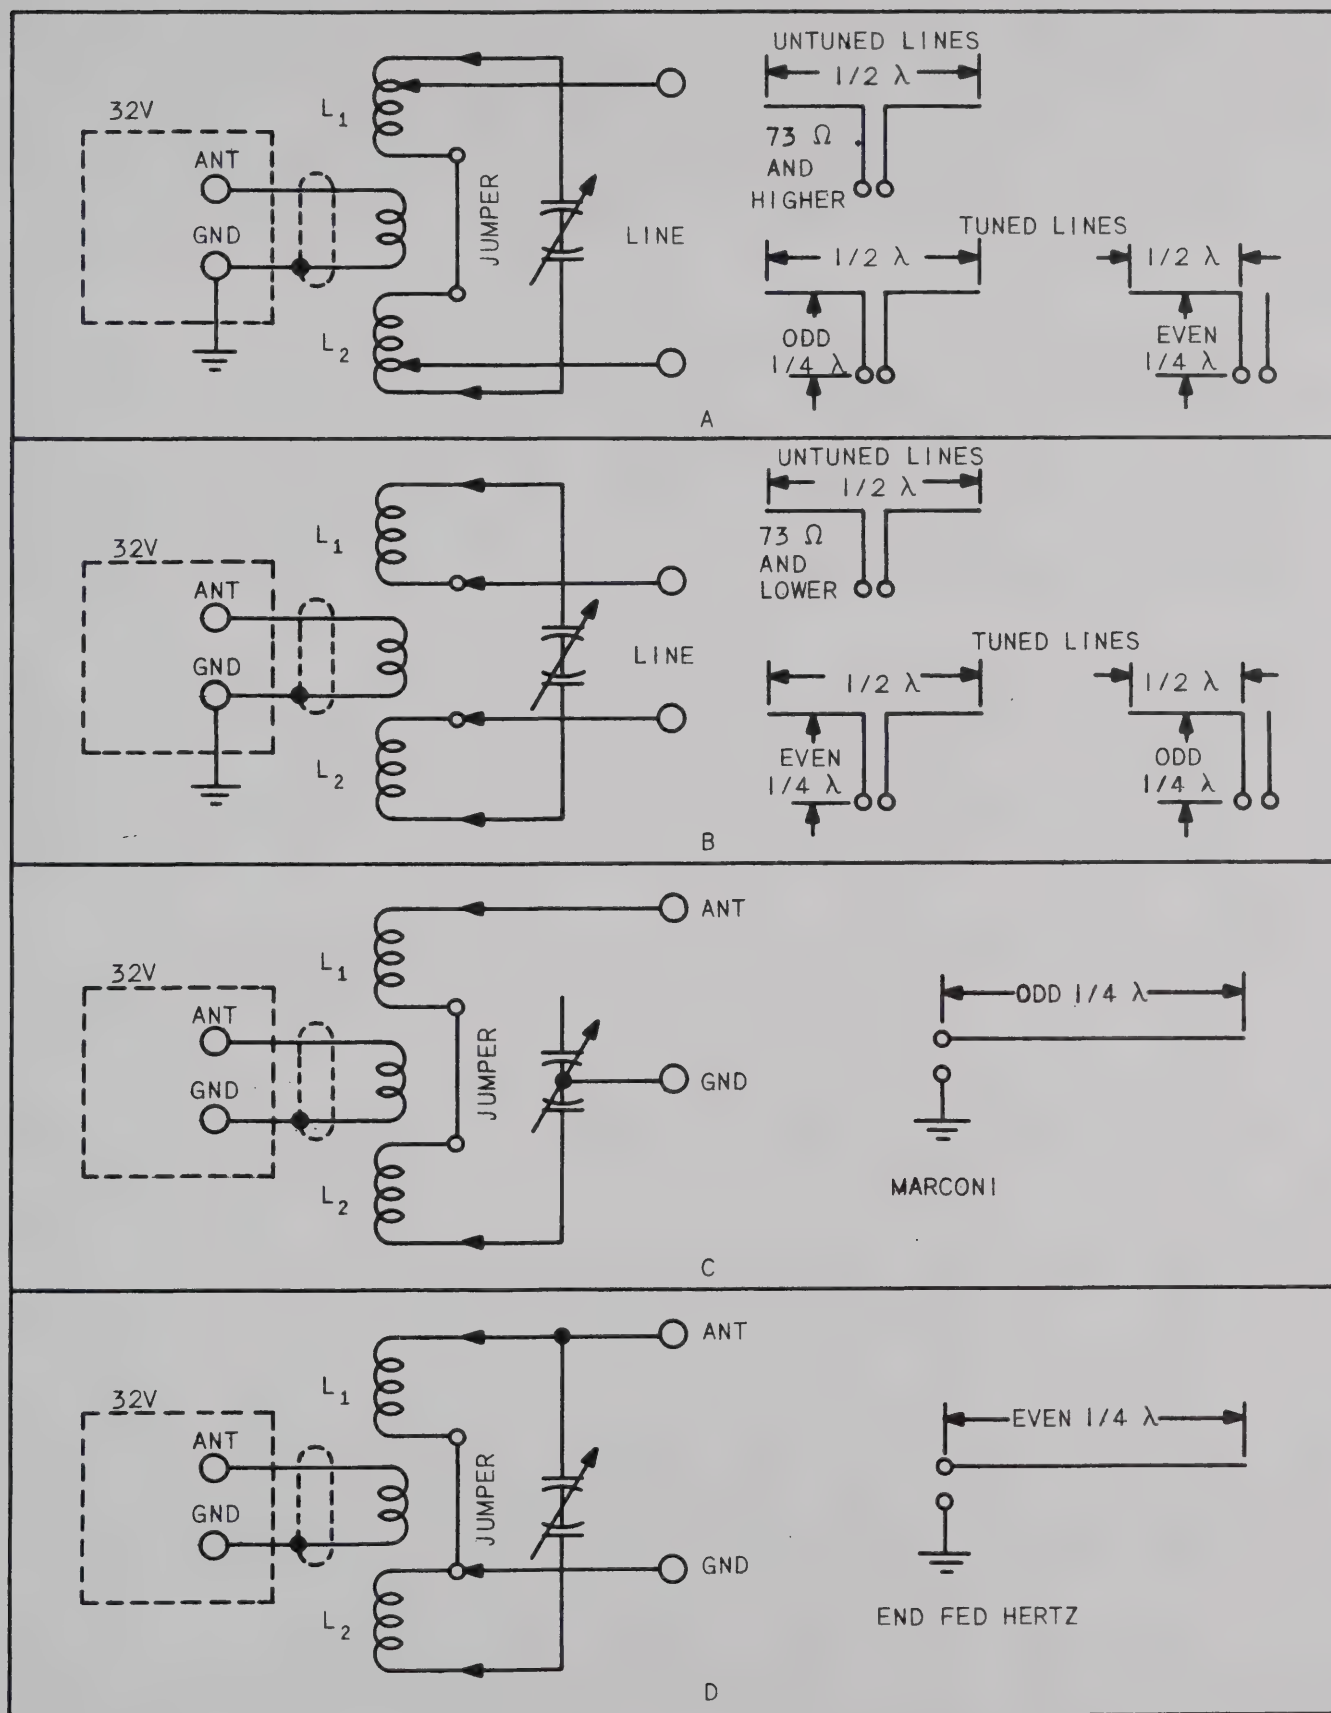 32V
ANT
GND
L1
L2
JUMPER
LINE
UNTUNED LINES
1/2 λ
73 Ω
AND
HIGHER
TUNED LINES
1/2 λ
ODD
1/4 λ
1/2 λ
EVEN
1/4 λ
A
32V
ANT
GND
L1
L2
LINE
UNTUNED LINES
1/2 λ
73 Ω
AND
LOWER
TUNED LINES
1/2 λ
EVEN
1/4 λ
1/2 λ
ODD
1/4 λ
B
32V
ANT
GND
L1
L2
JUMPER
ANT
GND
ODD 1/4 λ
MARCONI
C
32V
ANT
GND
L1
L2
JUMPER
ANT
GND
EVEN 1/4 λ
END FED HERTZ
D